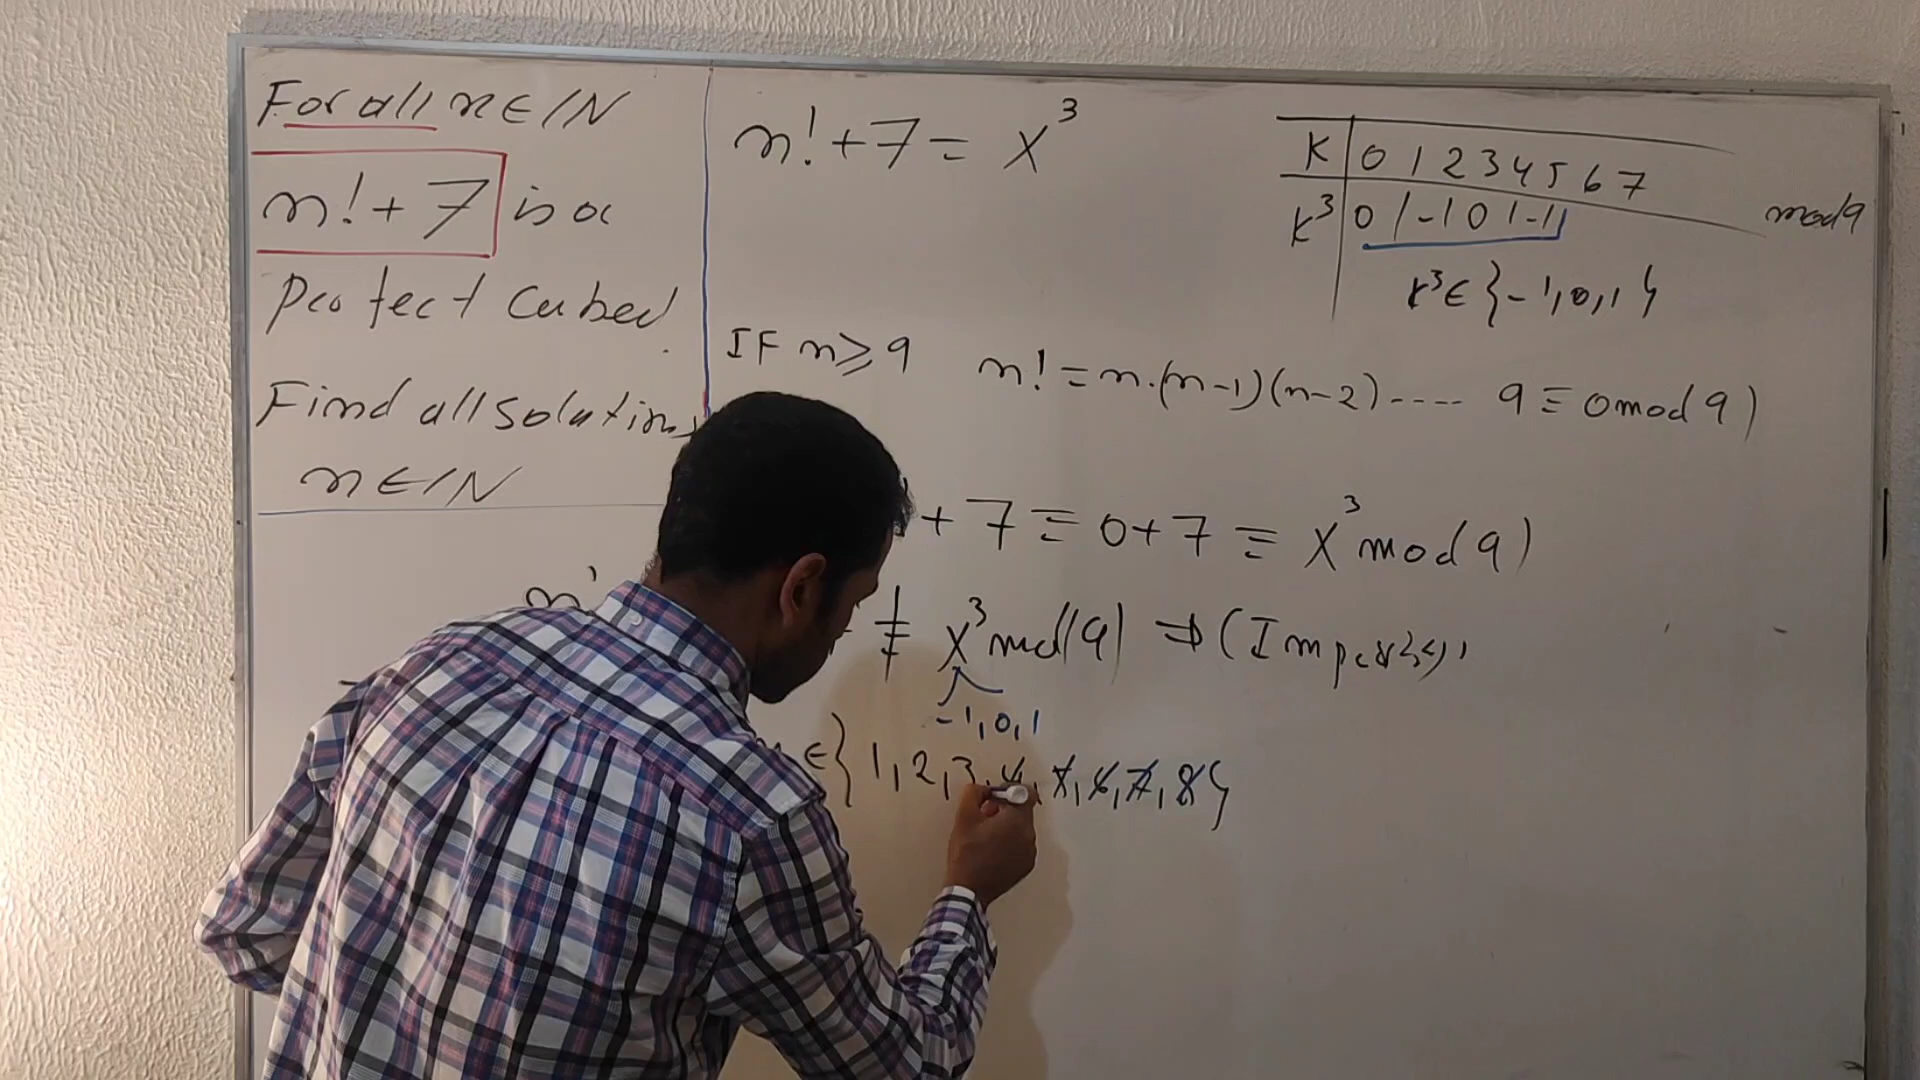 For all n ∈ IN
n! + 7 is a
Perfect Cubed.
Find all solutions
n ∈ IN
n! + 7 = x³
K | 0 1 2 3 4 5 6 7
K³ | 0 1 -1 0 1 -1 mod 9
K³ ∈ {-1, 0, 1}
IF n ≥ 9 n! = n.(n-1)(n-2)---- 9 ≡ 0 mod 9)
+ 7 ≡ 0 + 7 ≡ x³ mod 9)
≢ x³ mod (9) ⇒
-1, 0, 1
∈ {1, 2, 3, 4, 5, 6, 7, 8}